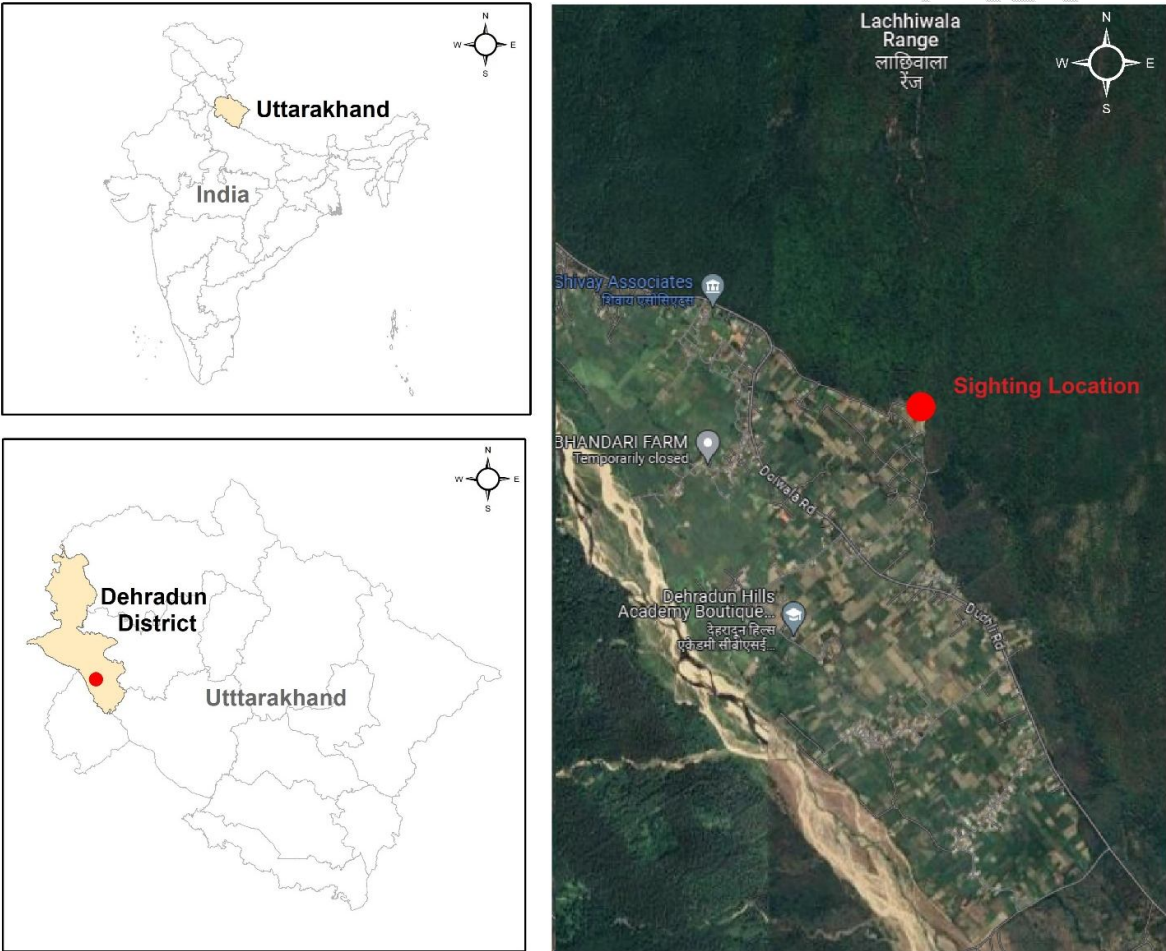 N
W E
S
Uttarakhand
India
N
W E
S
Dehradun
District
Utttarakhand
Lachhiwala
Range
लाछिवाला
रेंज
N
W E
S
Shivay Associates
शिवाय एसोसिएट्स
Sighting Location
BHANDARI FARM
Temporarily closed
Doiwala Rd
Dehradun Hills
Academy Boutique...
देहरादून हिल्स
एकेडमी सीबीएसई...
Dudhli Rd